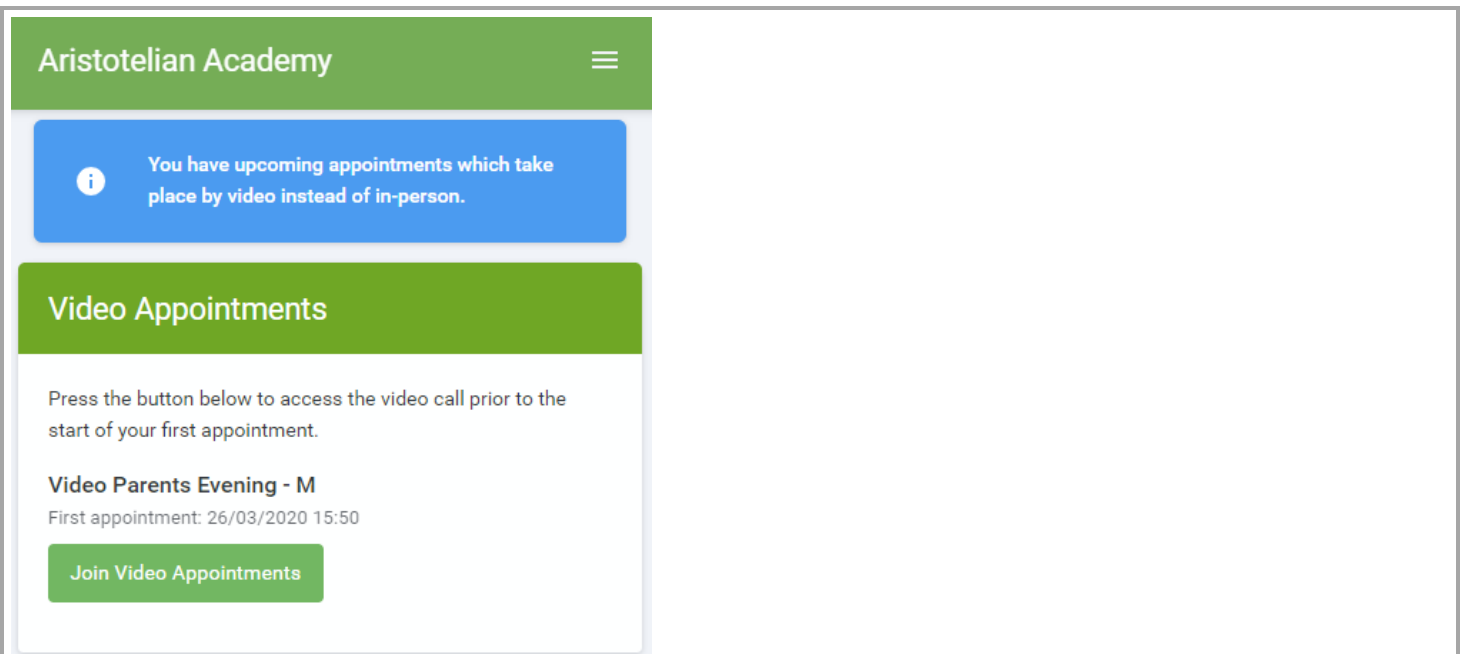 Aristotelian Academy
You have upcoming appointments which take
place by video instead of in-person.
Video Appointments
Press the button below to access the video call prior to the
start of your first appointment.
Video Parents Evening - M
First appointment: 26/03/2020 15:50
Join Video Appointments